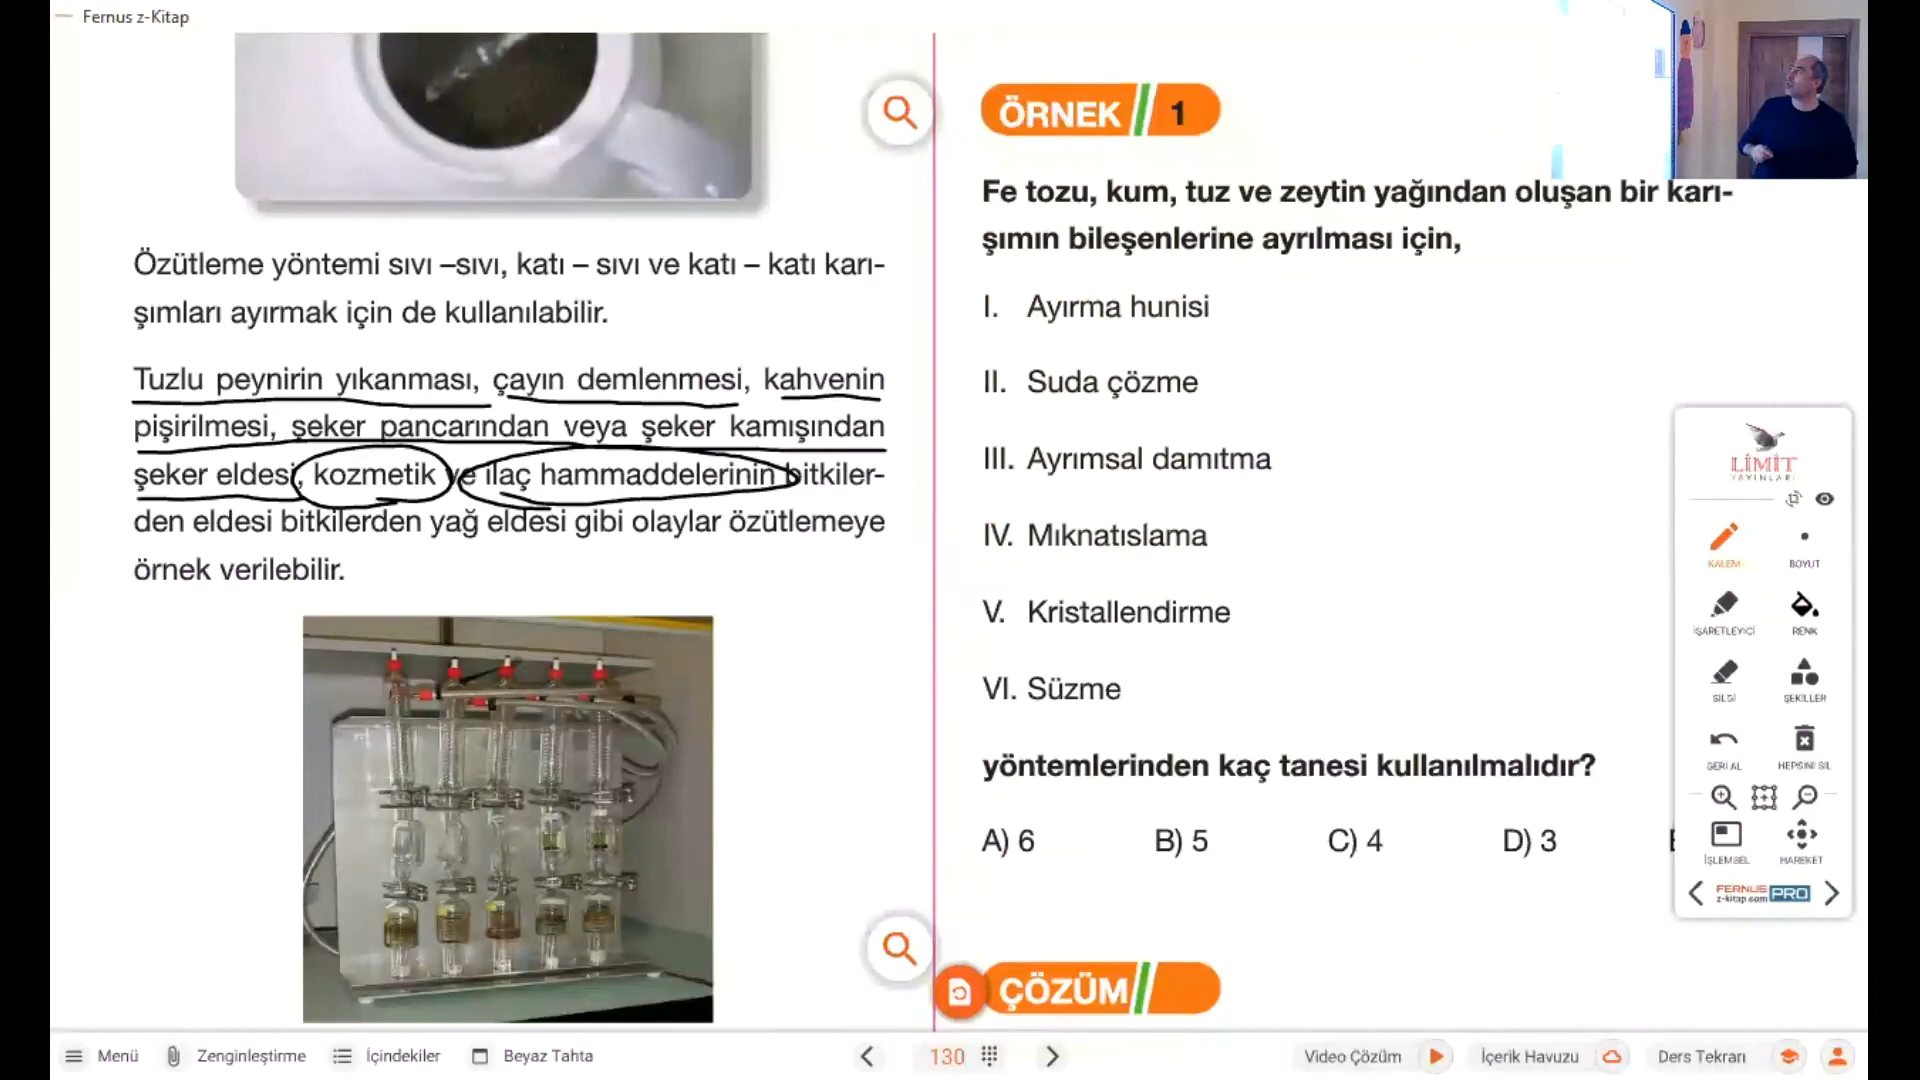 Fernus z-Kitap
Özütleme yöntemi sıvı –sıvı, katı – sıvı ve katı – katı karı-
şımları ayırmak için de kullanılabilir.
Tuzlu peynirin yıkanması, çayın demlenmesi, kahvenin
pişirilmesi, şeker pancarından veya şeker kamışından
şeker eldesi, kozmetik ve ilaç hammaddelerinin bitkiler-
den eldesi bitkilerden yağ eldesi gibi olaylar özütlemeye
örnek verilebilir.
ÖRNEK 1
Fe tozu, kum, tuz ve zeytin yağından oluşan bir karı-
şımın bileşenlerine ayrılması için,
I. Ayırma hunisi
II. Suda çözme
III. Ayrımsal damıtma
IV. Mıknatıslama
V. Kristallendirme
VI. Süzme
yöntemlerinden kaç tanesi kullanılmalıdır?
A) 6 B) 5 C) 4 D) 3
ÇÖZÜM
LİMİT
YAYINLARI
KALEM BOYUT
İŞARETLEYİCİ RENK
SİLGİ ŞEKİLLER
GERİ AL HEPSİNİ SİL
İŞLEMSEL HAREKET
FERNUS PRO
z-kitap.com
Menü Zenginleştirme İçindekiler Beyaz Tahta 130 Video Çözüm İçerik Havuzu Ders Tekrarı